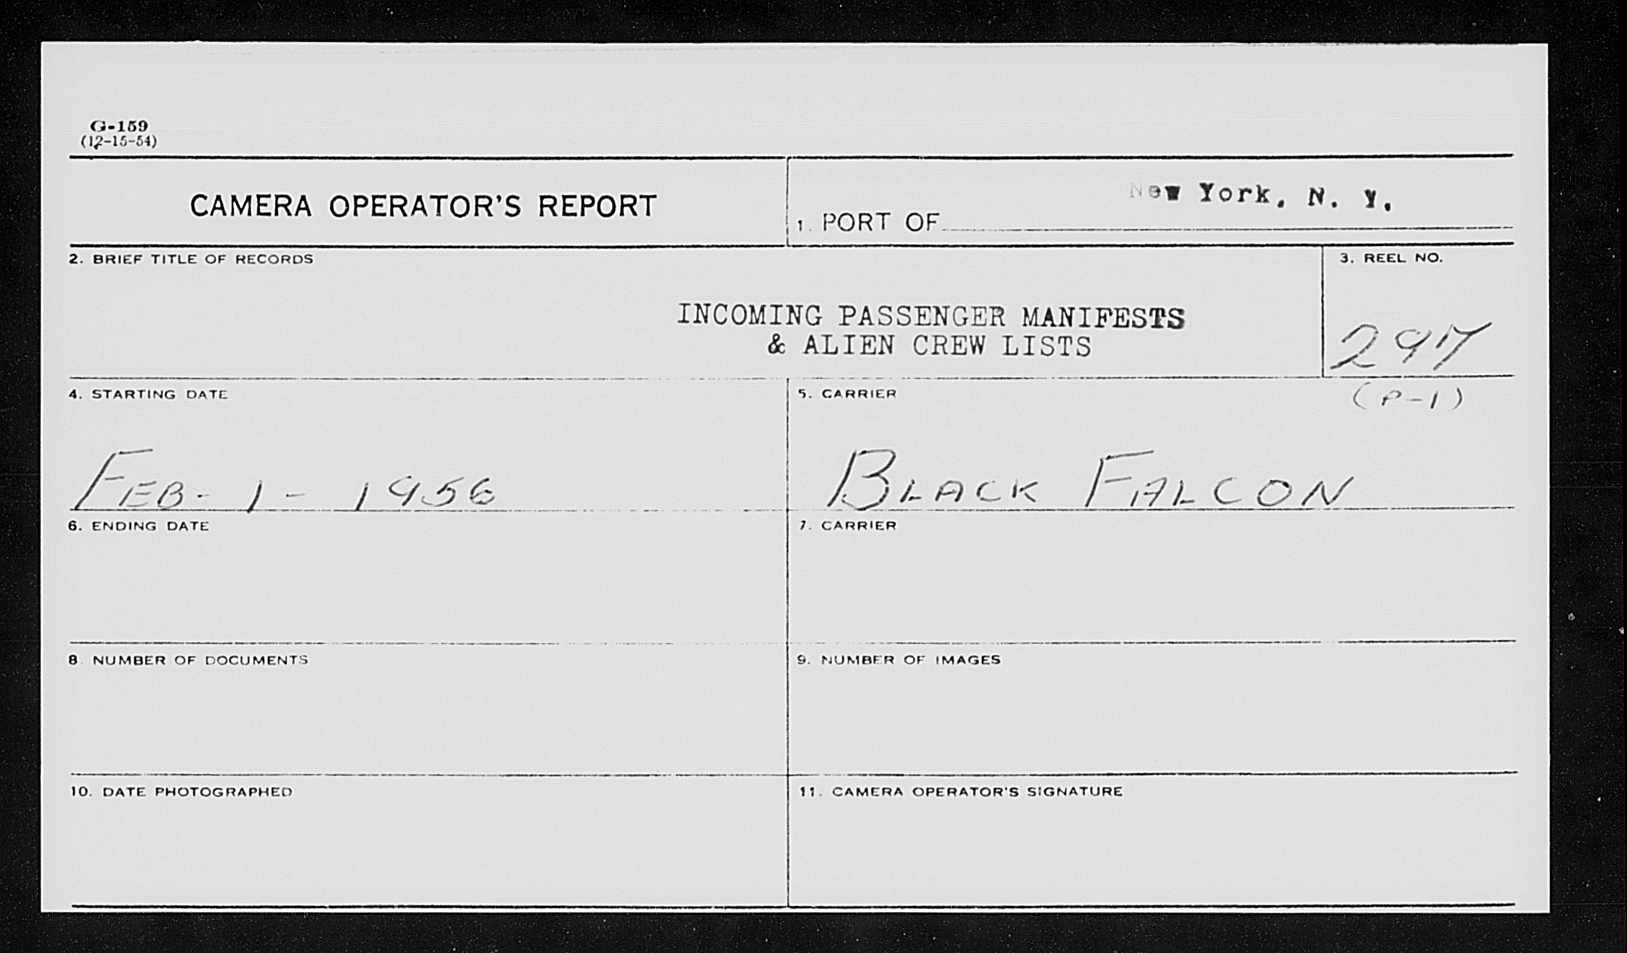 G-159
(12-15-54)
CAMERA OPERATOR'S REPORT
1. PORT OF New York, N. Y.
2. BRIEF TITLE OF RECORDS
INCOMING PASSENGER MANIFESTS
& ALIEN CREW LISTS
3. REEL NO.
297
(P-1)
4. STARTING DATE
FEB- 1 - 1956
5. CARRIER
BLACK FALCON
6. ENDING DATE
7. CARRIER
8 NUMBER OF DOCUMENTS
9. NUMBER OF IMAGES
10. DATE PHOTOGRAPHED
11. CAMERA OPERATOR'S SIGNATURE